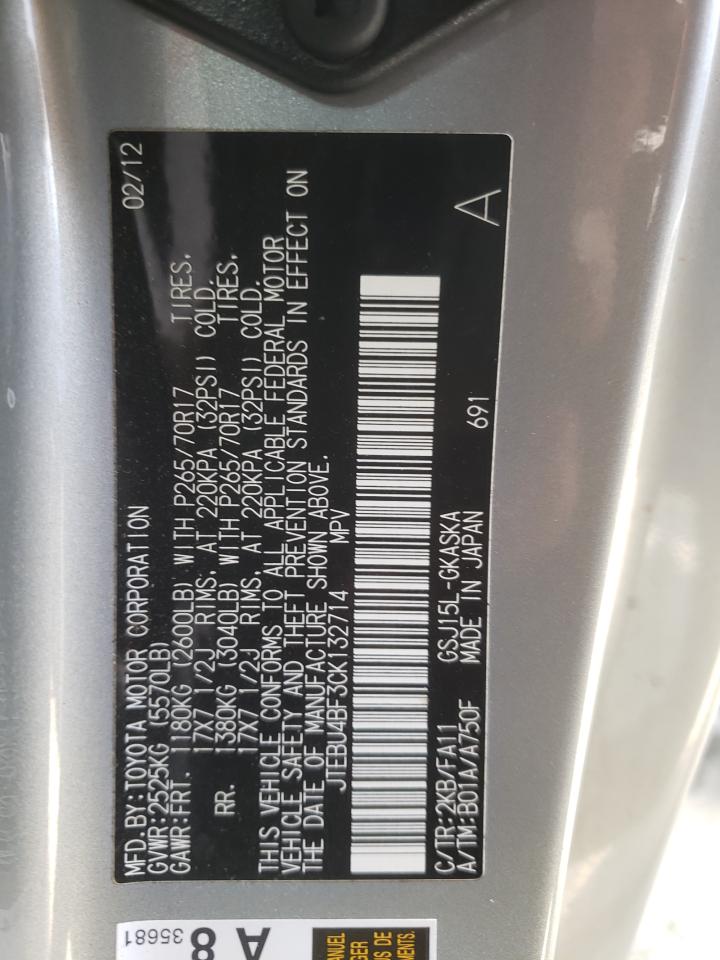 MFD.BY:TOYOTA MOTOR CORPORATION 02/12
GVWR:2525KG (5570LB)
GAWR:FRT. 1180KG (2600LB) WITH P265/70R17 TIRES.
17X7 1/2J RIMS. AT 220KPA (32PSI) COLD.
RR. 1380KG (3040LB) WITH P265/70R17 TIRES.
17X7 1/2J RIMS. AT 220KPA (32PSI) COLD.
THIS VEHICLE CONFORMS TO ALL APPLICABLE FEDERAL MOTOR
VEHICLE SAFETY AND THEFT PREVENTION STANDARDS IN EFFECT ON
THE DATE OF MANUFACTURE SHOWN ABOVE.
JTEBU4BF3CK132714 MPV
C/TR:2KB/FA11 GSJ15L-GKASKA A
A/TM:B01A/A750F MADE IN JAPAN 691
35681
A8
US DE
MENTS.